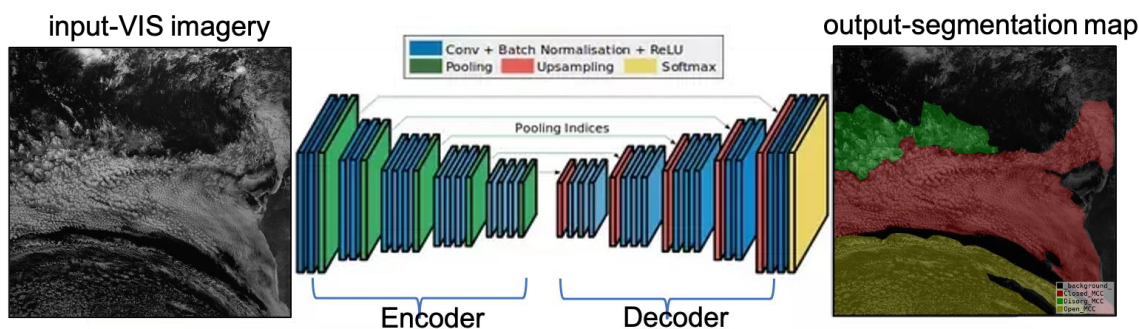 input-VIS imagery
output-segmentation map
Conv + Batch Normalisation + ReLU
Pooling Upsampling Softmax
Pooling Indices
Encoder
Decoder
_background_
Closed_MCC
Disorg_MCC
Open_MCC